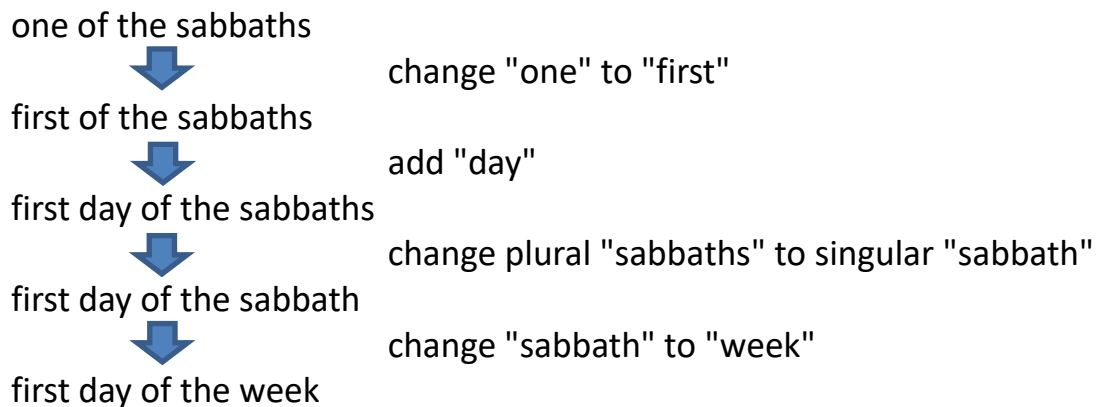 one of the sabbaths
change "one" to "first"
first of the sabbaths
add "day"
first day of the sabbaths
change plural "sabbaths" to singular "sabbath"
first day of the sabbath
change "sabbath" to "week"
first day of the week